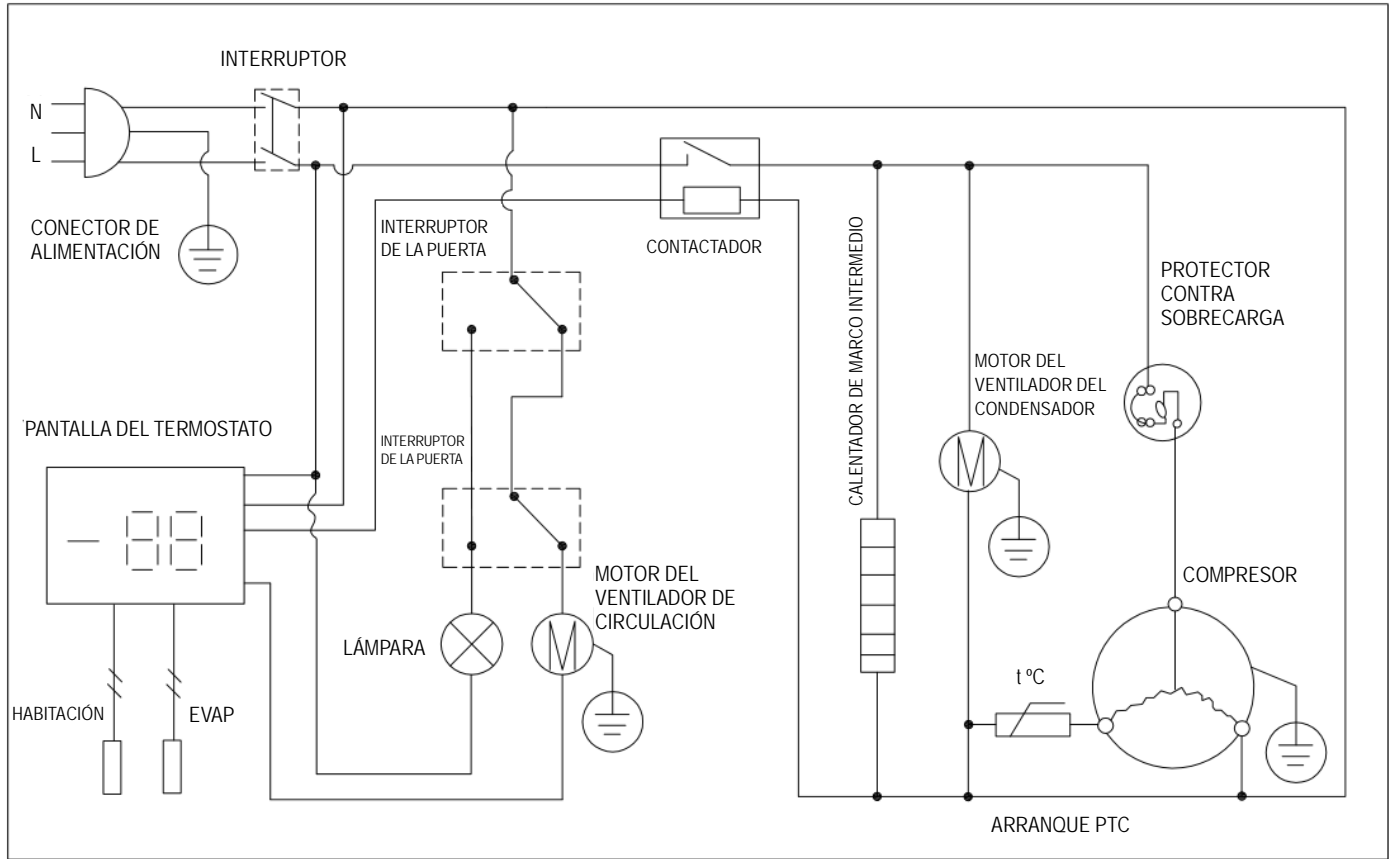 INTERRUPTOR
N
L
CONECTOR DE
ALIMENTACIÓN
INTERRUPTOR
DE LA PUERTA
CONTACTADOR
CALENTADOR DE MARCO INTERMEDIO
PROTECTOR
CONTRA
SOBRECARGA
MOTOR DEL
VENTILADOR DEL
CONDENSADOR
M
PANTALLA DEL TERMOSTATO
INTERRUPTOR
DE LA PUERTA
MOTOR DEL
VENTILADOR DE
CIRCULACIÓN
M
LÁMPARA
COMPRESOR
t ºC
HABITACIÓN
EVAP
ARRANQUE PTC